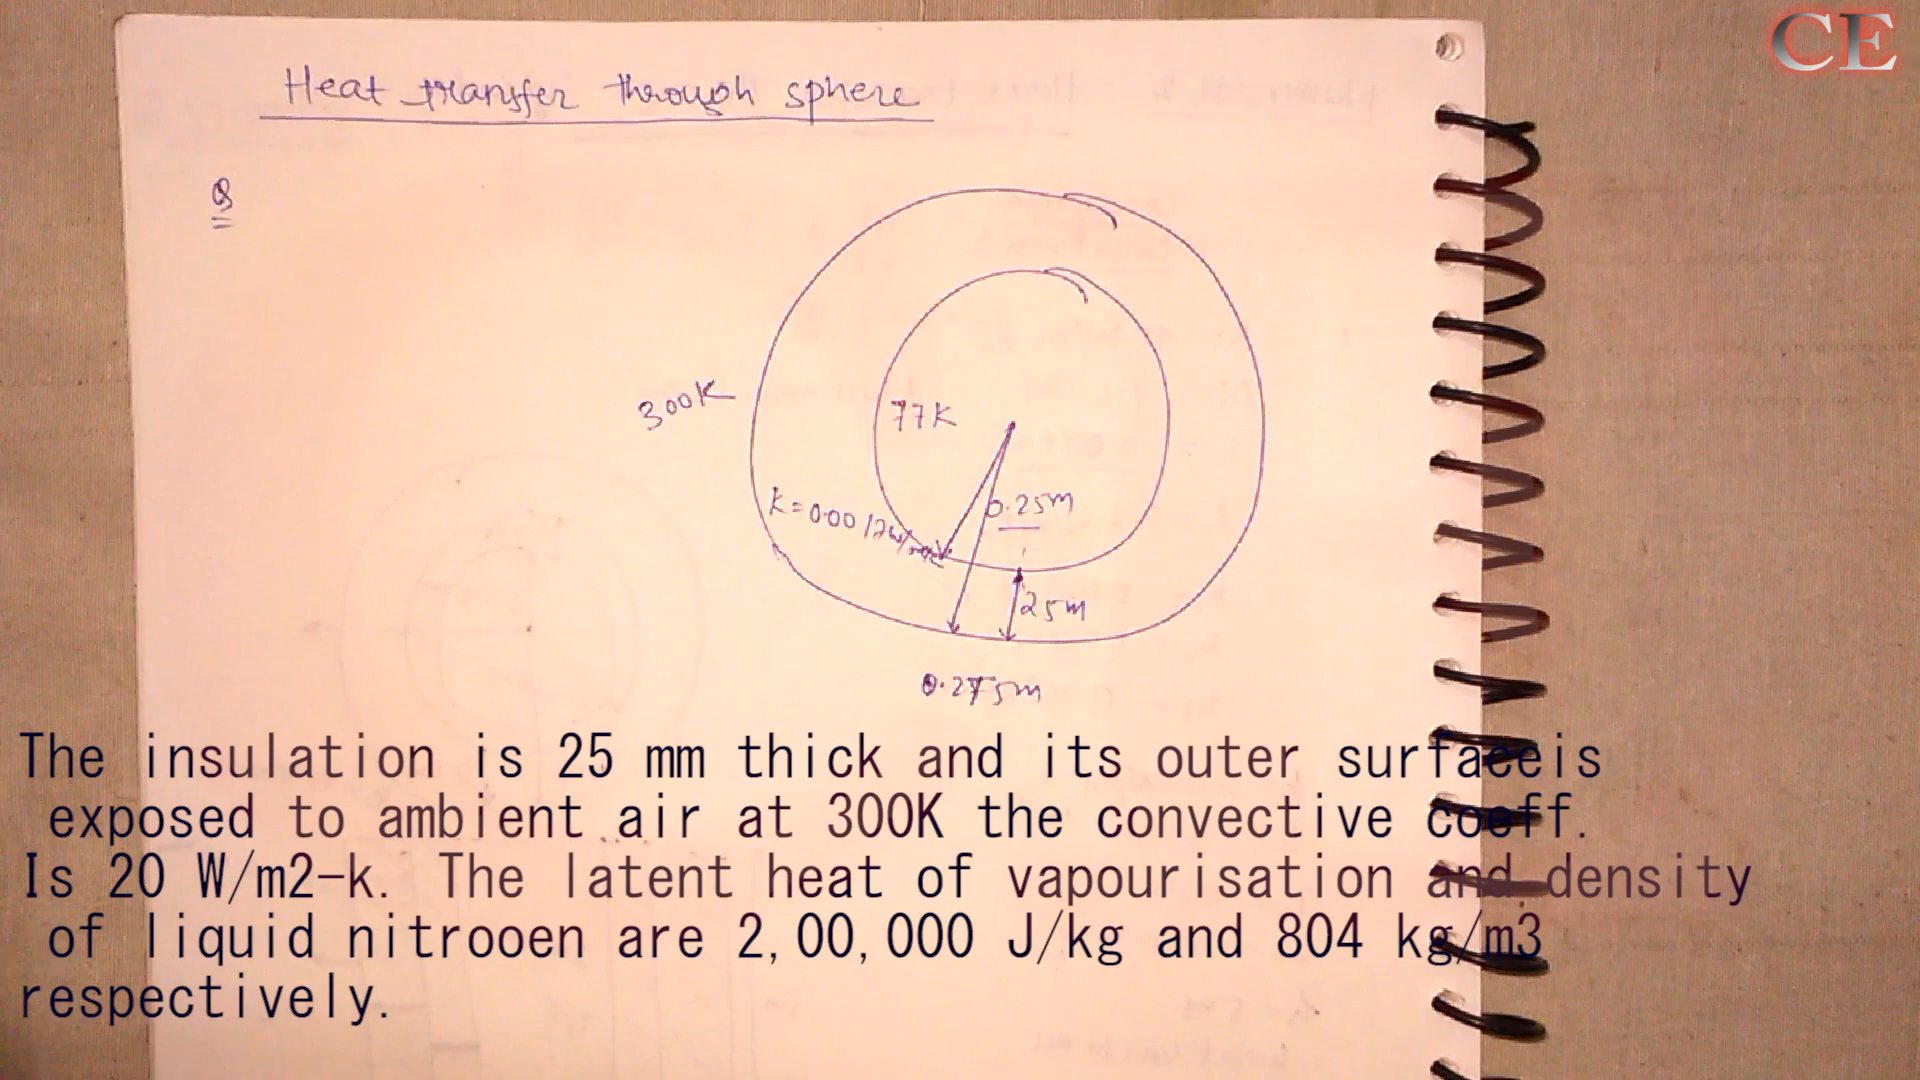 CE
Heat transfer through sphere
Q
300K
77K
0.25m
K=0.0017W/mK
25m
0.275m
The insulation is 25 mm thick and its outer surfaceis
exposed to ambient air at 300K the convective coeff.
Is 20 W/m2-k. The latent heat of vapourisation and density
of liquid nitrooen are 2,00,000 J/kg and 804 kg/m3
respectively.